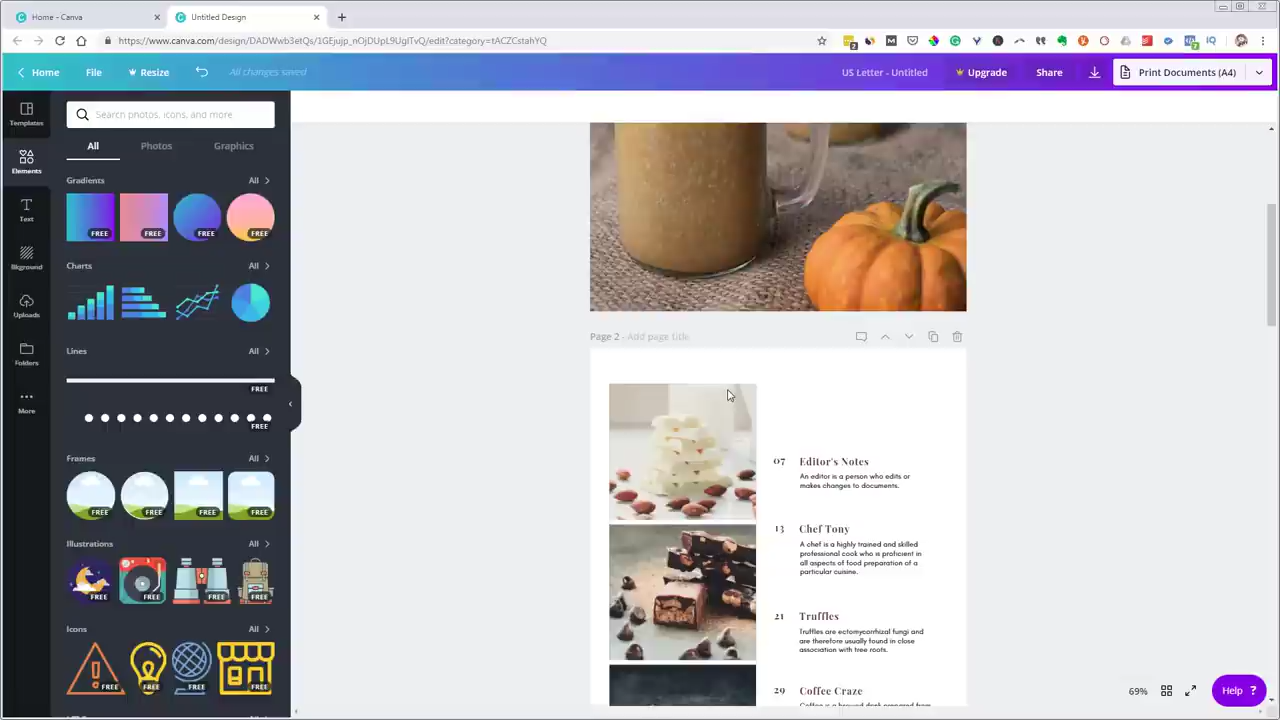 Home - Canva
Untitled Design
https://www.canva.com/design/DADWwb3etQs/1GEjujp_nOjDUpL9UgITvQ/edit?category=tACZCstahYQ
Home
File
Resize
All changes saved
US Letter - Untitled
Upgrade
Share
Print Documents (A4)
Templates
Elements
Text
Bkground
Uploads
Folders
More
Search photos, icons, and more
All
Photos
Graphics
Gradients
All
FREE
FREE
FREE
FREE
Charts
All
Lines
All
FREE
FREE
Frames
All
FREE
FREE
FREE
FREE
Illustrations
All
FREE
FREE
FREE
FREE
Icons
All
FREE
FREE
FREE
FREE
Page 2 - Add page title
07 Editor's Notes
An editor is a person who edits or
makes changes to documents.
13 Chef Tony
A chef is a highly trained and skilled
professional cook who is proficient in
all aspects of food preparation of a
particular cuisine.
21 Truffles
Truffles are ectomycorrhizal fungi and
are therefore usually found in close
association with tree roots.
29 Coffee Craze
Coffee is a brewed drink prepared from
69%
Help ?